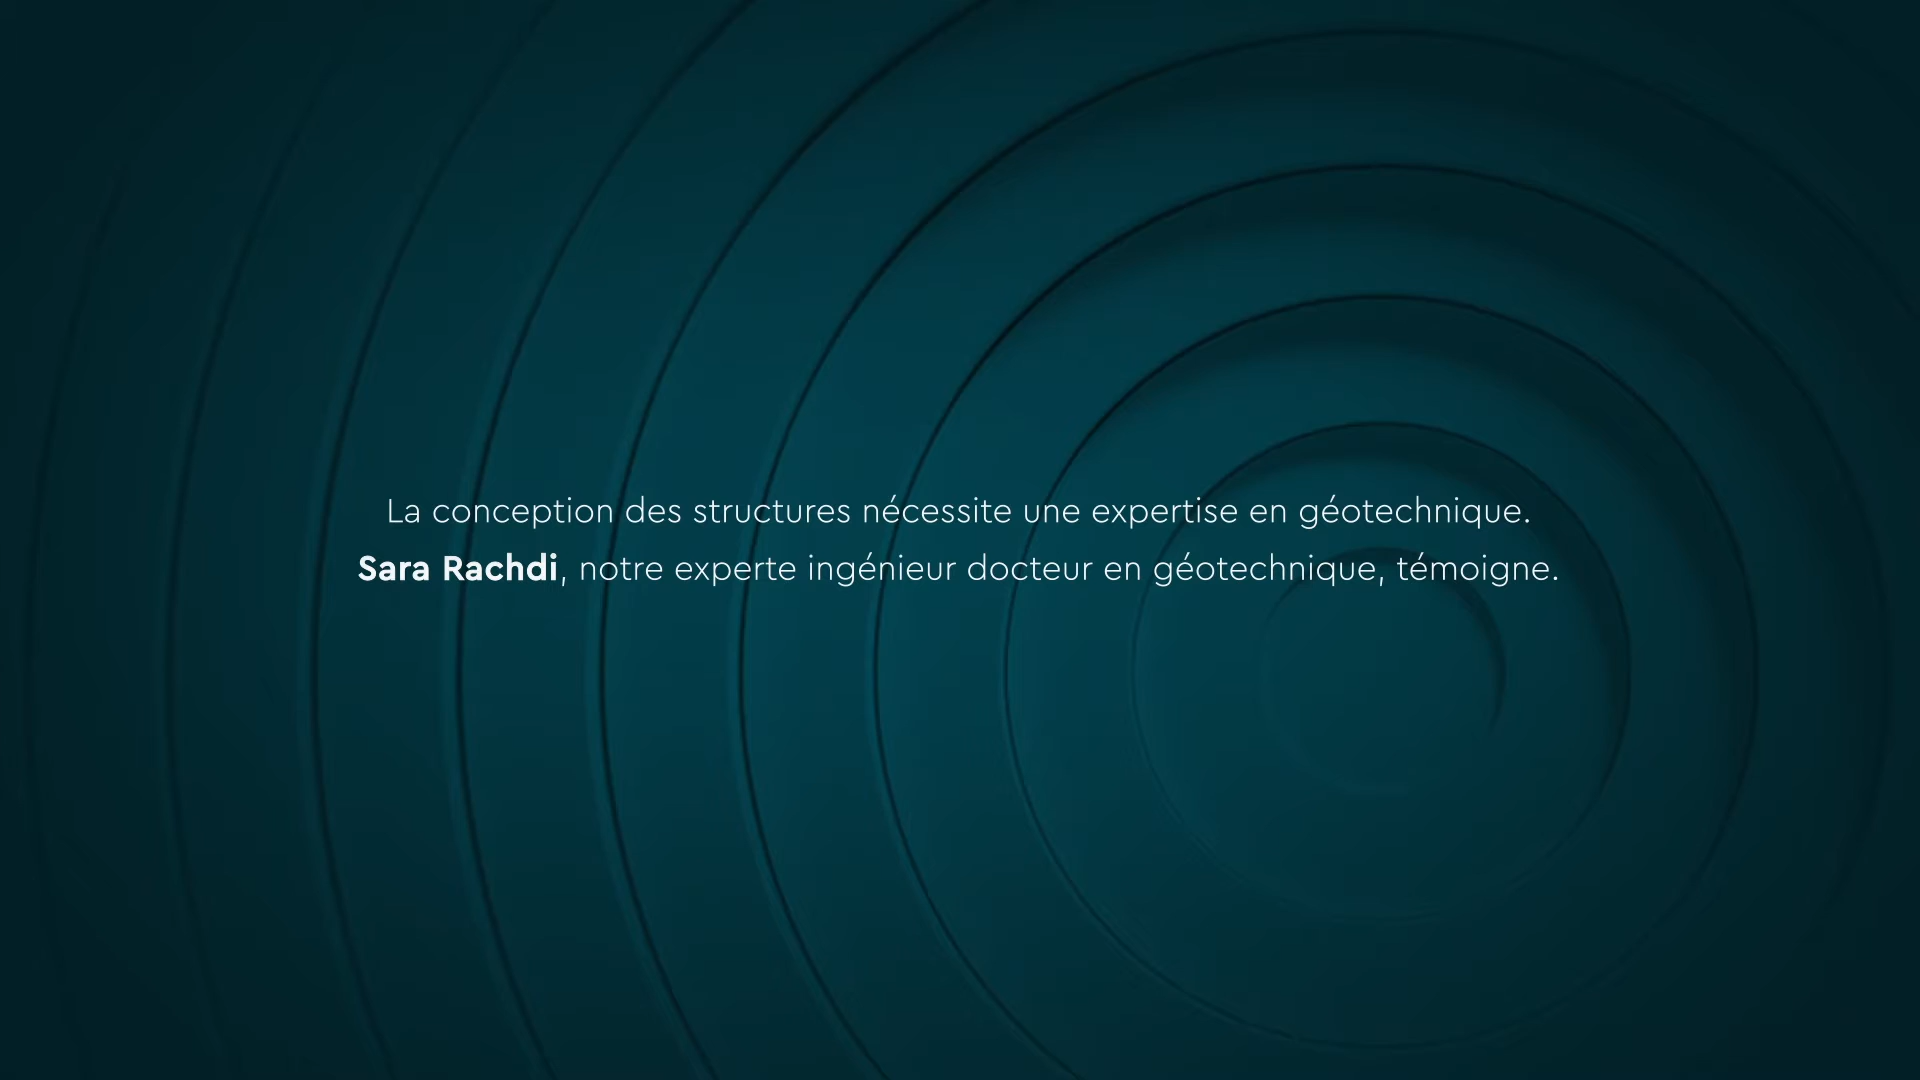 La conception des structures nécessite une expertise en géotechnique.
Sara Rachdi, notre experte ingénieur docteur en géotechnique, témoigne.